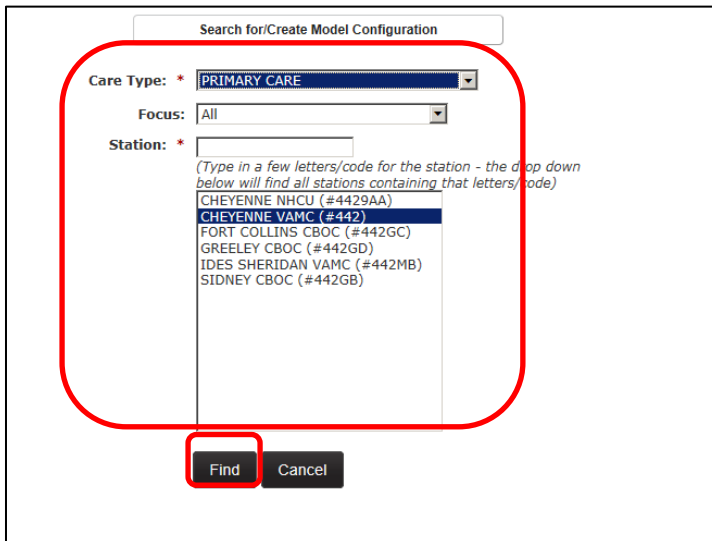 Search for/Create Model Configuration
Care Type: * PRIMARY CARE
Focus: All
Station: *
(Type in a few letters/code for the station - the drop down
below will find all stations containing that letters/code)
CHEYENNE NHCU (#4429AA)
CHEYENNE VAMC (#442)
FORT COLLINS CBOC (#442GC)
GREELEY CBOC (#442GD)
IDES SHERIDAN VAMC (#442MB)
SIDNEY CBOC (#442GB)
Find Cancel